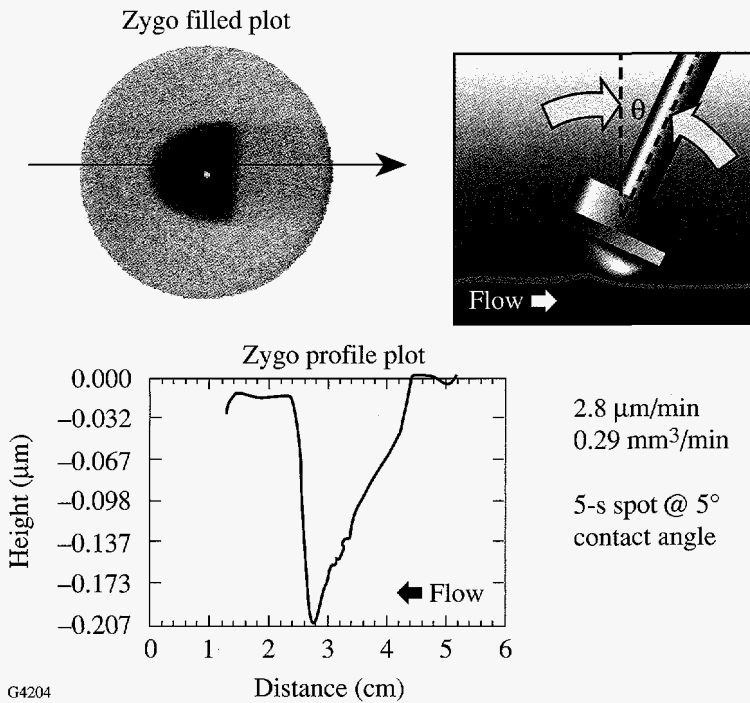 Zygo filled plot
θ
Flow
Zygo profile plot
Height (μm)
0.000
−0.032
−0.067
−0.098
−0.137
−0.173
−0.207
Flow
0 1 2 3 4 5 6
Distance (cm)
2.8 μm/min
0.29 mm³/min
5-s spot @ 5°
contact angle
G4204